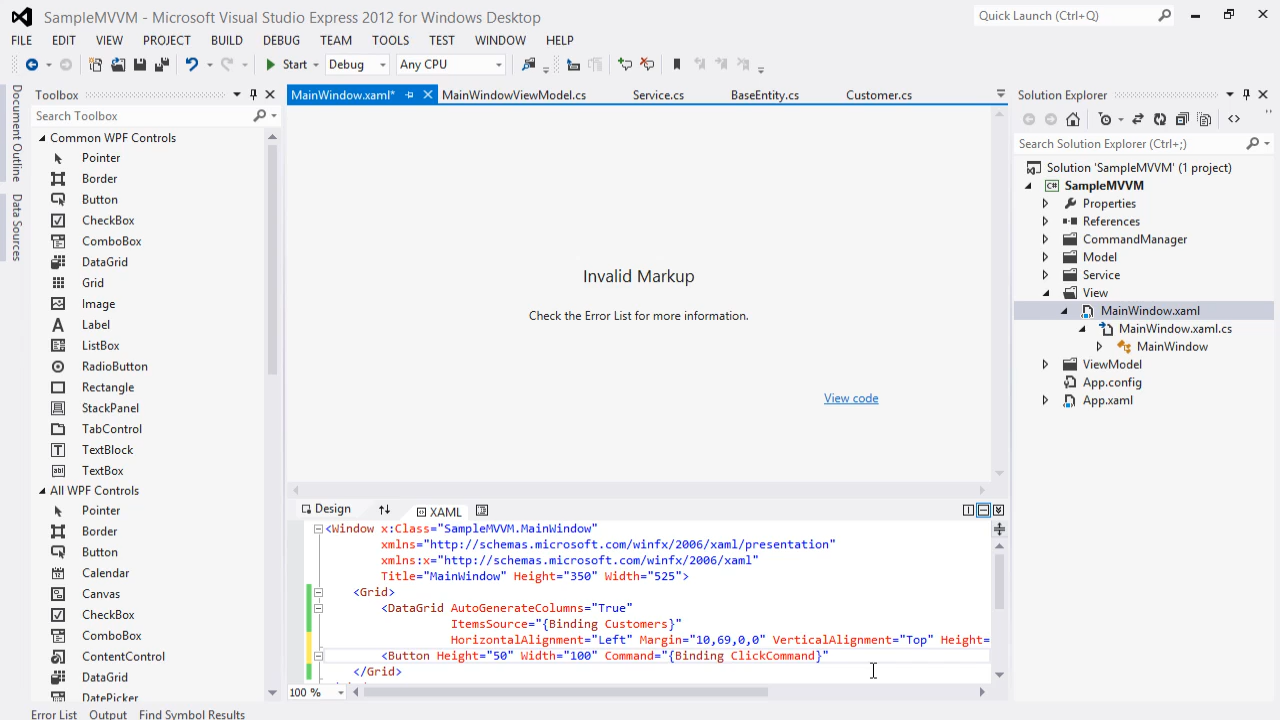 SampleMVVM - Microsoft Visual Studio Express 2012 for Windows Desktop
Quick Launch (Ctrl+Q)
FILE EDIT VIEW PROJECT BUILD DEBUG TEAM TOOLS TEST WINDOW HELP
Start Debug Any CPU
Document Outline
Data Sources
Toolbox
Search Toolbox
Common WPF Controls
Pointer
Border
Button
CheckBox
ComboBox
DataGrid
Grid
Image
Label
ListBox
RadioButton
Rectangle
StackPanel
TabControl
TextBlock
TextBox
All WPF Controls
Pointer
Border
Button
Calendar
Canvas
CheckBox
ComboBox
ContentControl
DataGrid
DatePicker
MainWindow.xaml* MainWindowViewModel.cs Service.cs BaseEntity.cs Customer.cs
Invalid Markup
Check the Error List for more information.
View code
Design XAML
<Window x:Class="SampleMVVM.MainWindow"
xmlns="http://schemas.microsoft.com/winfx/2006/xaml/presentation"
xmlns:x="http://schemas.microsoft.com/winfx/2006/xaml"
Title="MainWindow" Height="350" Width="525">
<Grid>
<DataGrid AutoGenerateColumns="True"
ItemsSource="{Binding Customers}"
HorizontalAlignment="Left" Margin="10,69,0,0" VerticalAlignment="Top" Height=
<Button Height="50" Width="100" Command="{Binding ClickCommand}"
</Grid>
100 %
Solution Explorer
Search Solution Explorer (Ctrl+;)
Solution 'SampleMVVM' (1 project)
C# SampleMVVM
Properties
References
CommandManager
Model
Service
View
MainWindow.xaml
MainWindow.xaml.cs
MainWindow
ViewModel
App.config
App.xaml
Error List Output Find Symbol Results